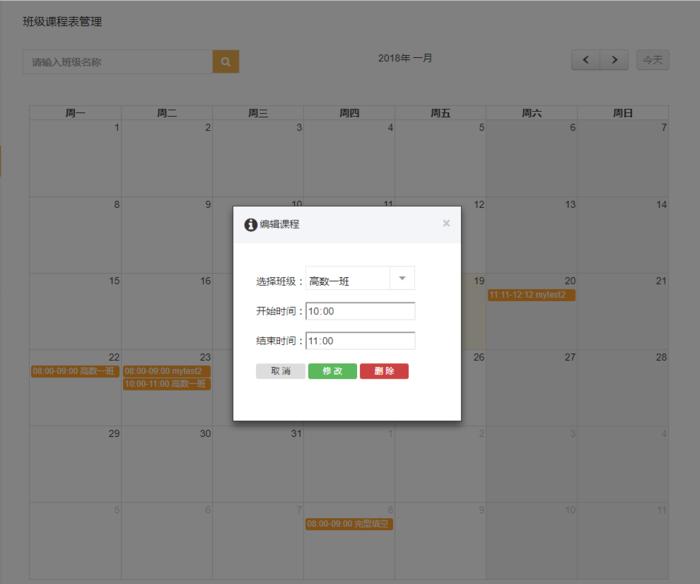 班级课程表管理
请输入班级名称
2018年 一月
今天
周一 周二 周三 周四 周五 周六 周日
1 2 3 4 5 6 7
8 9 10 11 12 13 14
编辑课程 ×
选择班级： 高数一班
开始时间： 10:00
结束时间： 11:00
取消 修改 删除
15 16 19 20 21
11:11-12:12 mytest2
22 23 26 27 28
08:00-09:00 高数一班 08:00-09:00 mytest2
10:00-11:00 高数一班
29 30 31 1 2 3 4
5 6 7 8 9 10 11
08:00-09:00 完型填空